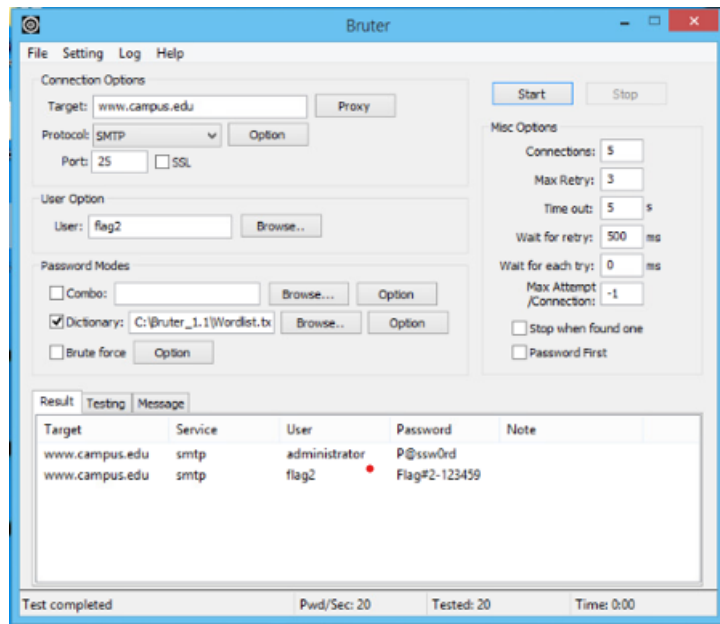 Bruter
File Setting Log Help
Connection Options
Target: www.campus.edu Proxy
Protocol: SMTP Option
Port: 25 SSL
User Option
User: flag2 Browse..
Password Modes
Combo: Browse... Option
Dictionary: C:\Bruter_1.1\Wordlist.tx Browse.. Option
Brute force Option
Start Stop
Misc Options
Connections: 5
Max Retry: 3
Time out: 5 s
Wait for retry: 500 ms
Wait for each try: 0 ms
Max Attempt
/Connection: -1
Stop when found one
Password First
Result Testing Message
Target Service User Password Note
www.campus.edu smtp administrator P@ssw0rd
www.campus.edu smtp flag2 Flag#2-123459
Test completed Pwd/Sec: 20 Tested: 20 Time: 0:00